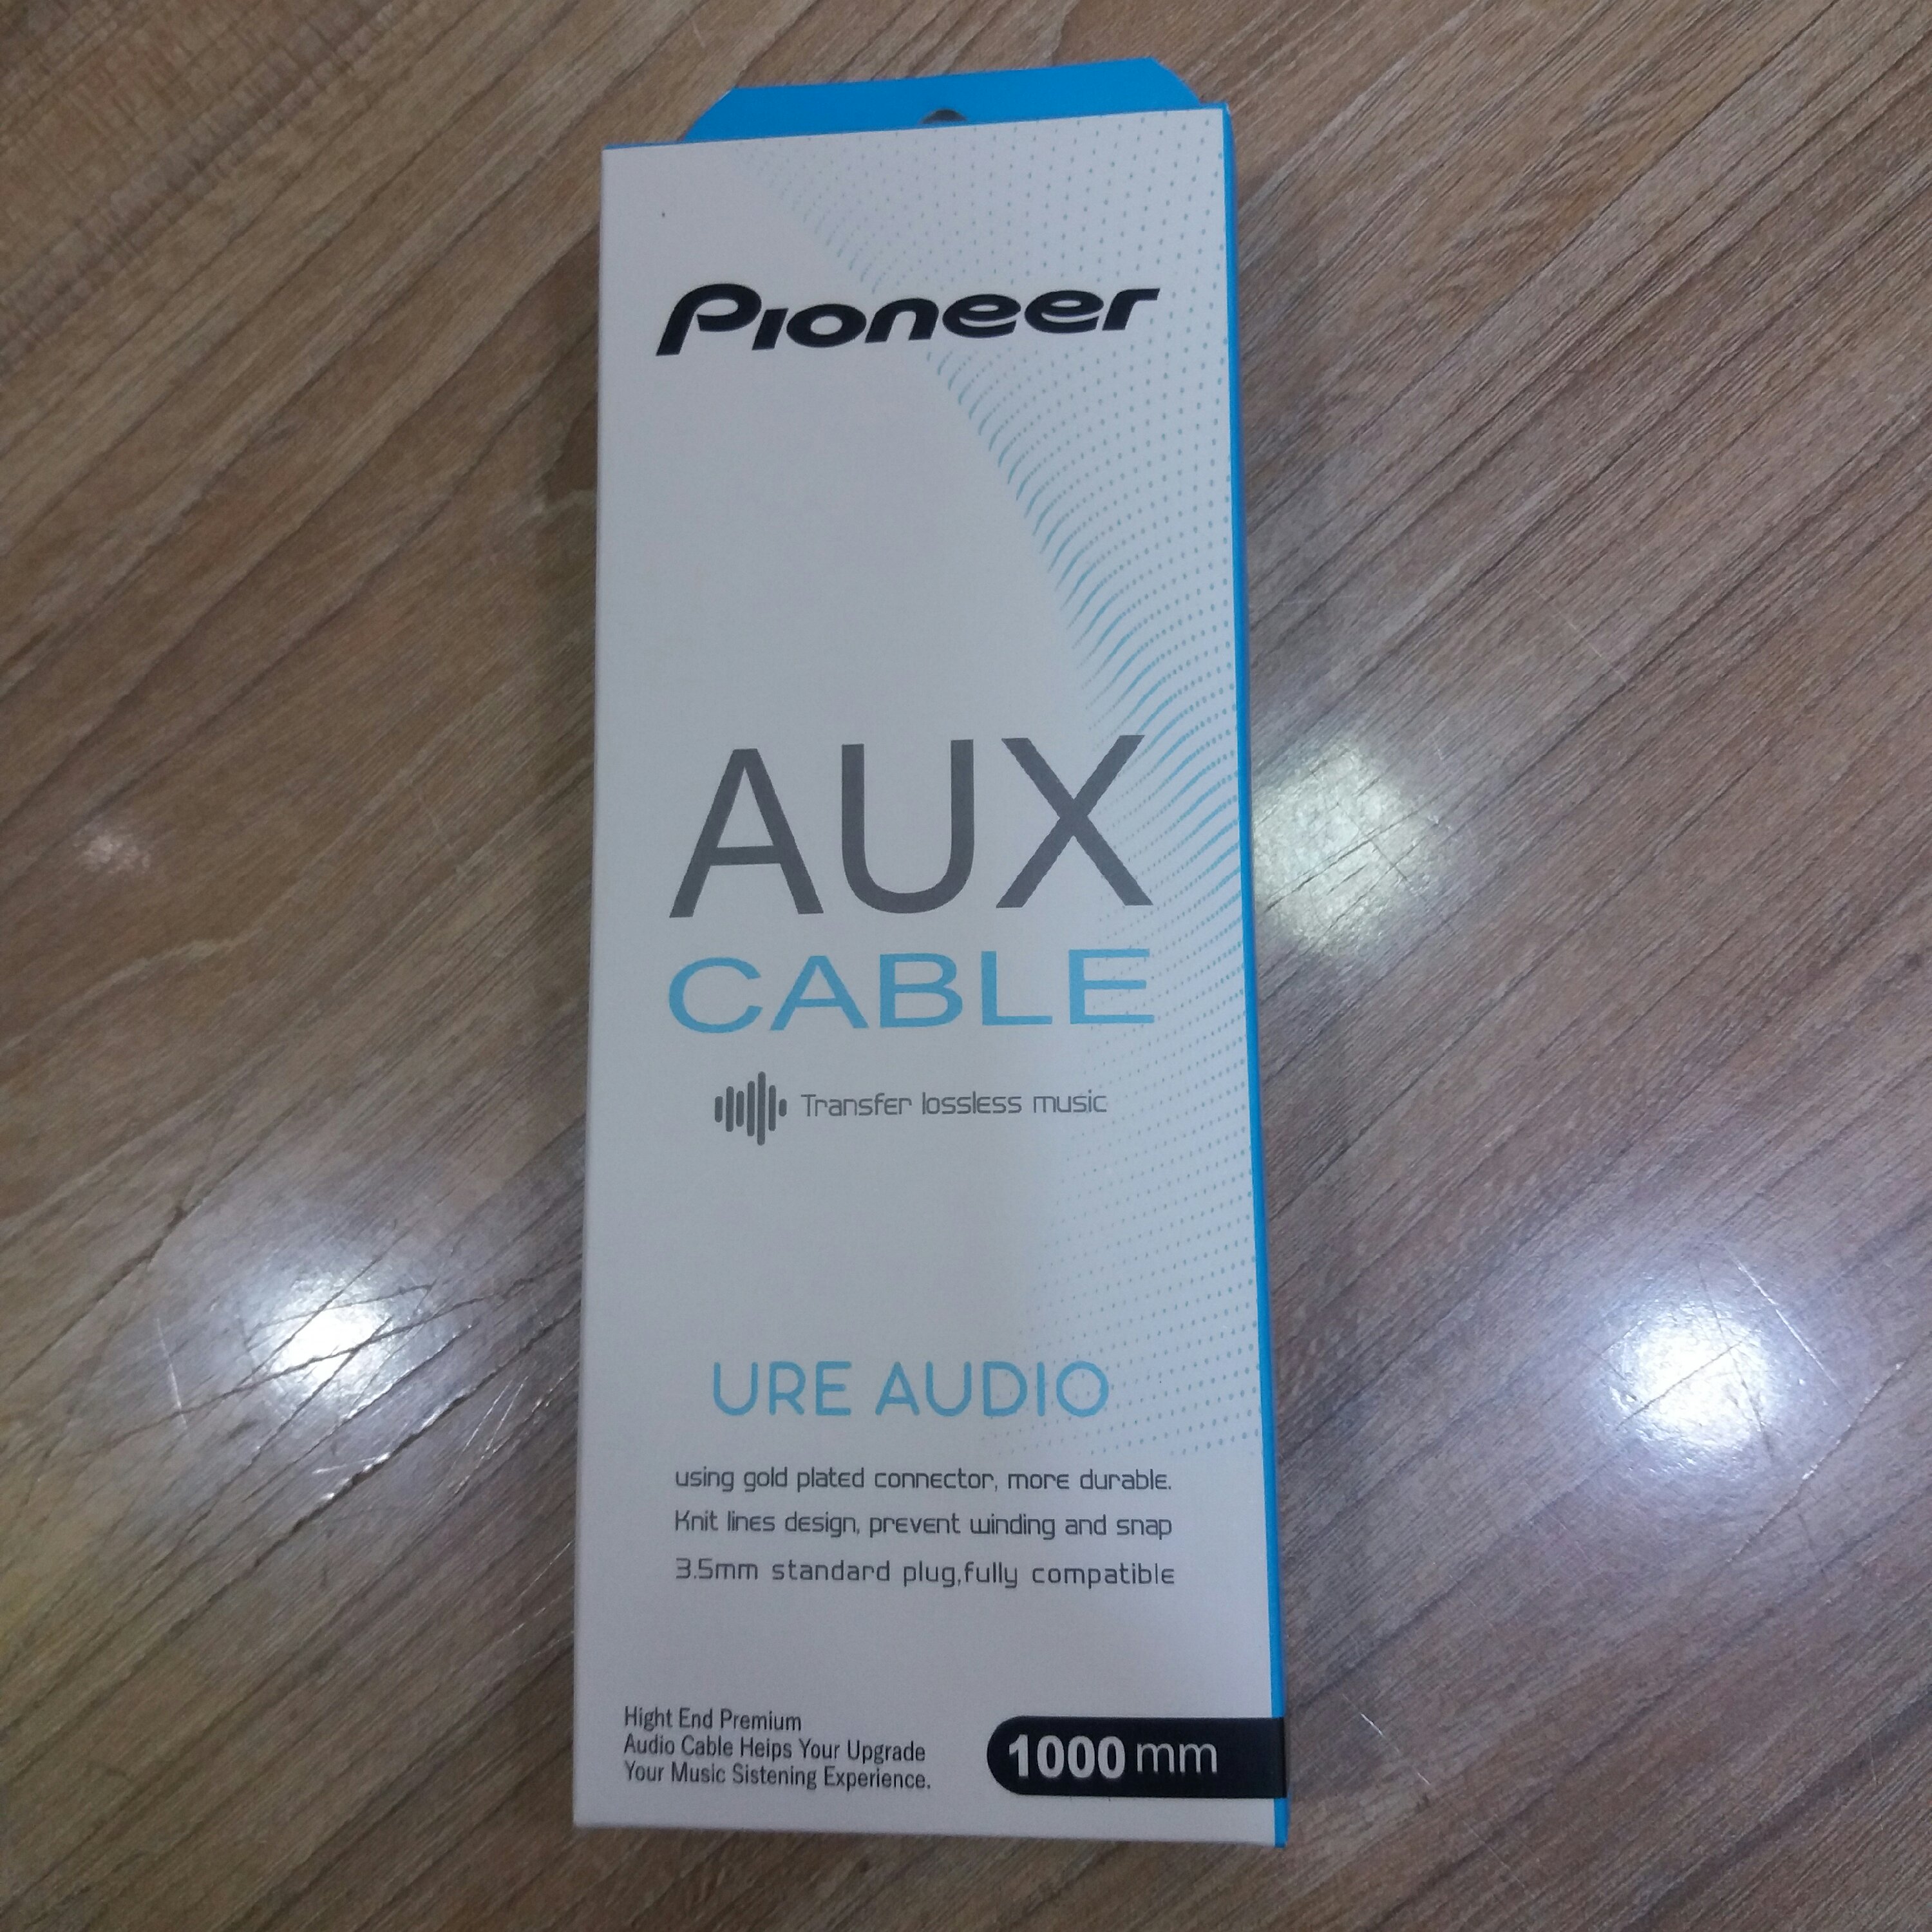 Pioneer
AUX
CABLE
Transfer lossless music
URE AUDIO
using gold plated connector, more durable.
Knit lines design, prevent winding and snap
3.5mm standard plug,fully compatible
Hight End Premium
Audio Cable Heips Your Upgrade
Your Music Sistening Experience.
1000 mm